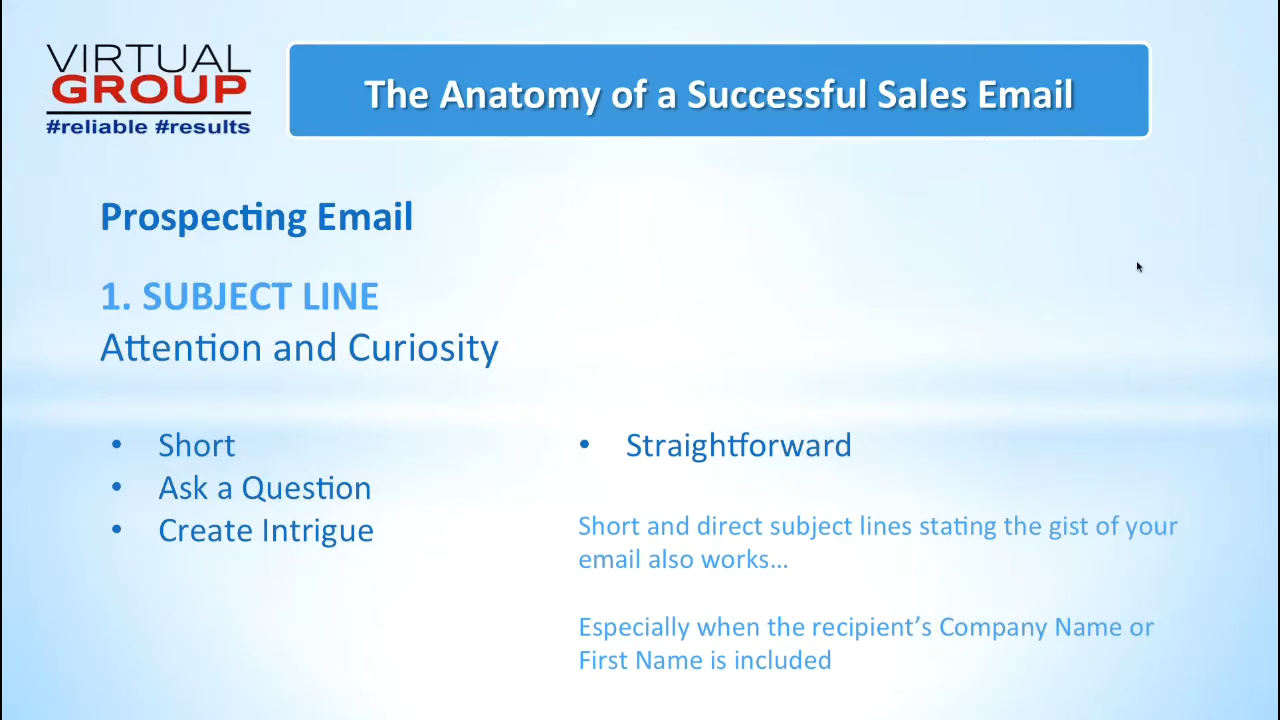 VIRTUAL
GROUP
#reliable #results
The Anatomy of a Successful Sales Email
Prospecting Email
1. SUBJECT LINE
Attention and Curiosity
• Short
• Ask a Question
• Create Intrigue
• Straightforward
Short and direct subject lines stating the gist of your
email also works…
Especially when the recipient’s Company Name or
First Name is included